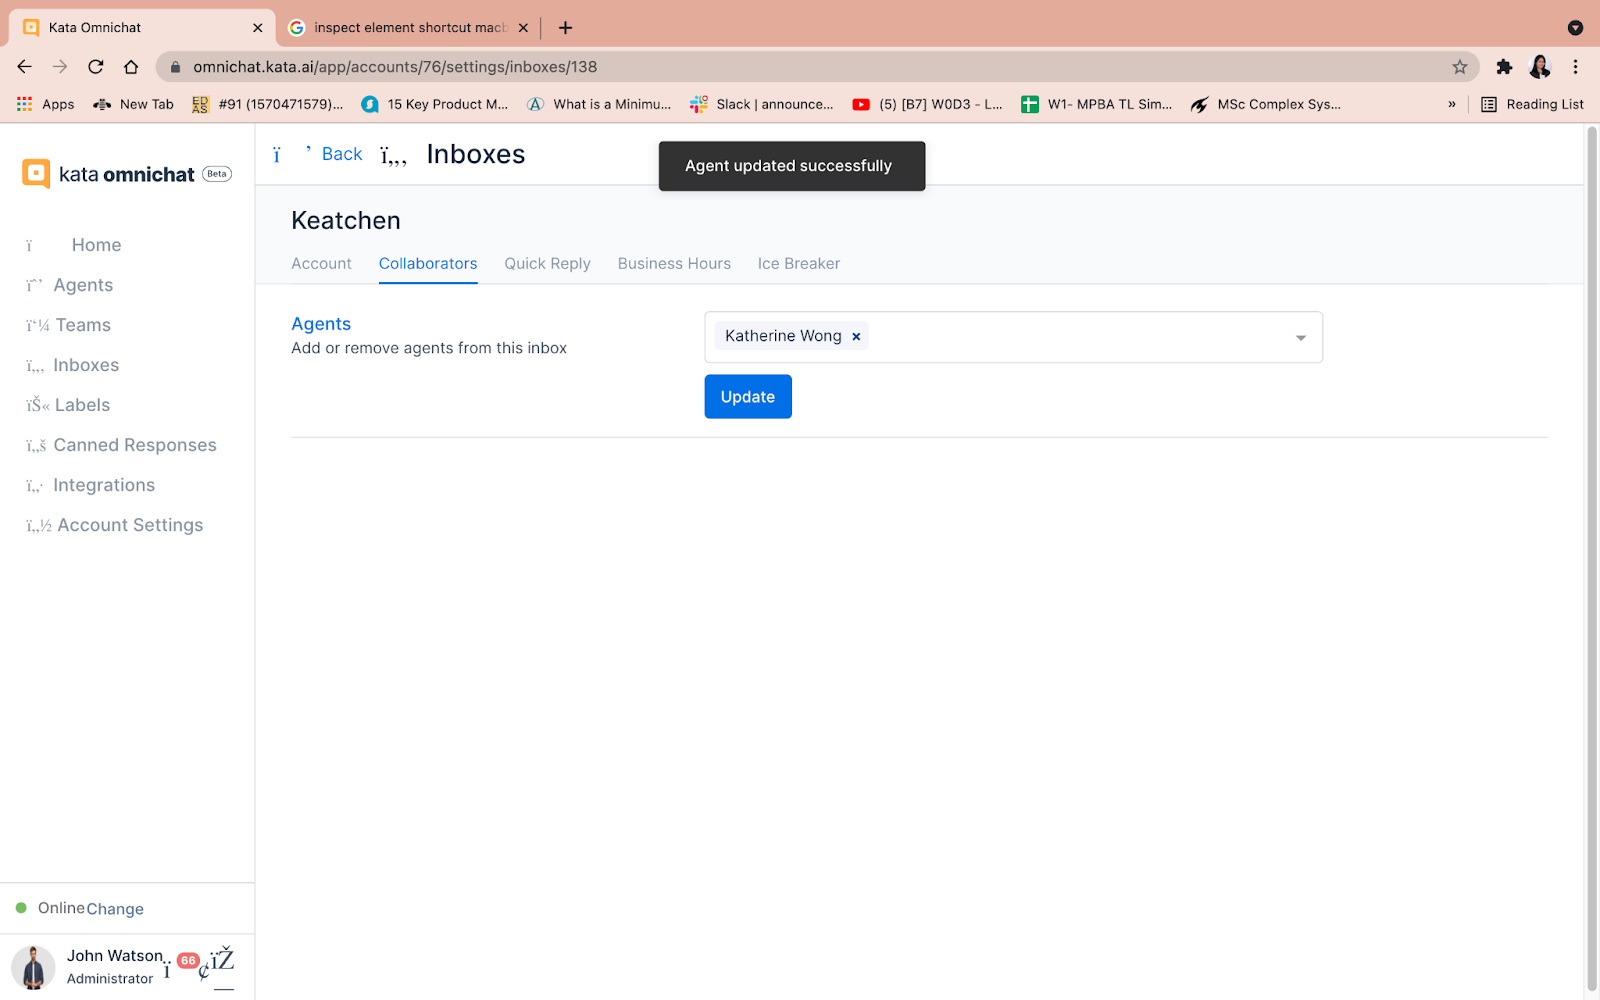 Kata Omnichat
inspect element shortcut macb
omnichat.kata.ai/app/accounts/76/settings/inboxes/138
Apps
New Tab
#91 (1570471579)...
15 Key Product M...
What is a Minimu...
Slack | announce...
(5) [B7] W0D3 - L...
W1- MPBA TL Sim...
MSc Complex Sys...
»
Reading List
kata omnichat Beta
ï ’ Back ï„‚ Inboxes
Agent updated successfully
Keatchen
Account
Collaborators
Quick Reply
Business Hours
Ice Breaker
Agents
Add or remove agents from this inbox
Katherine Wong ×
Update
ï Home
ïˆ’ Agents
ï‘¼ Teams
ï„‚ Inboxes
ïŠ« Labels
ï„š Canned Responses
ï„· Integrations
ï„½ Account Settings
Online Change
John Watson
Administrator
66